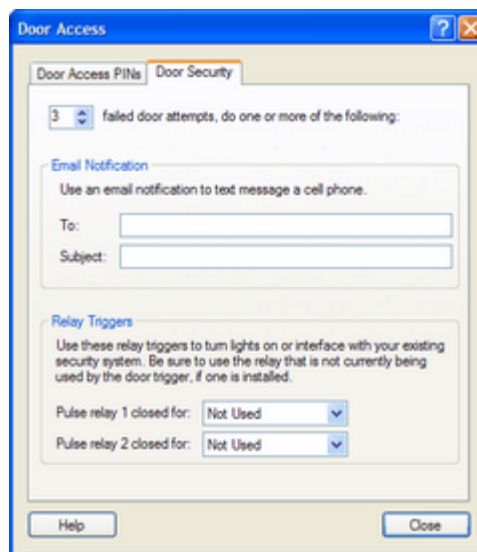 Door Access
Door Access PINs Door Security
3 failed door attempts, do one or more of the following:
Email Notification
Use an email notification to text message a cell phone.
To:
Subject:
Relay Triggers
Use these relay triggers to turn lights on or interface with your existing
security system. Be sure to use the relay that is not currently being
used by the door trigger, if one is installed.
Pulse relay 1 closed for: Not Used
Pulse relay 2 closed for: Not Used
Help Close